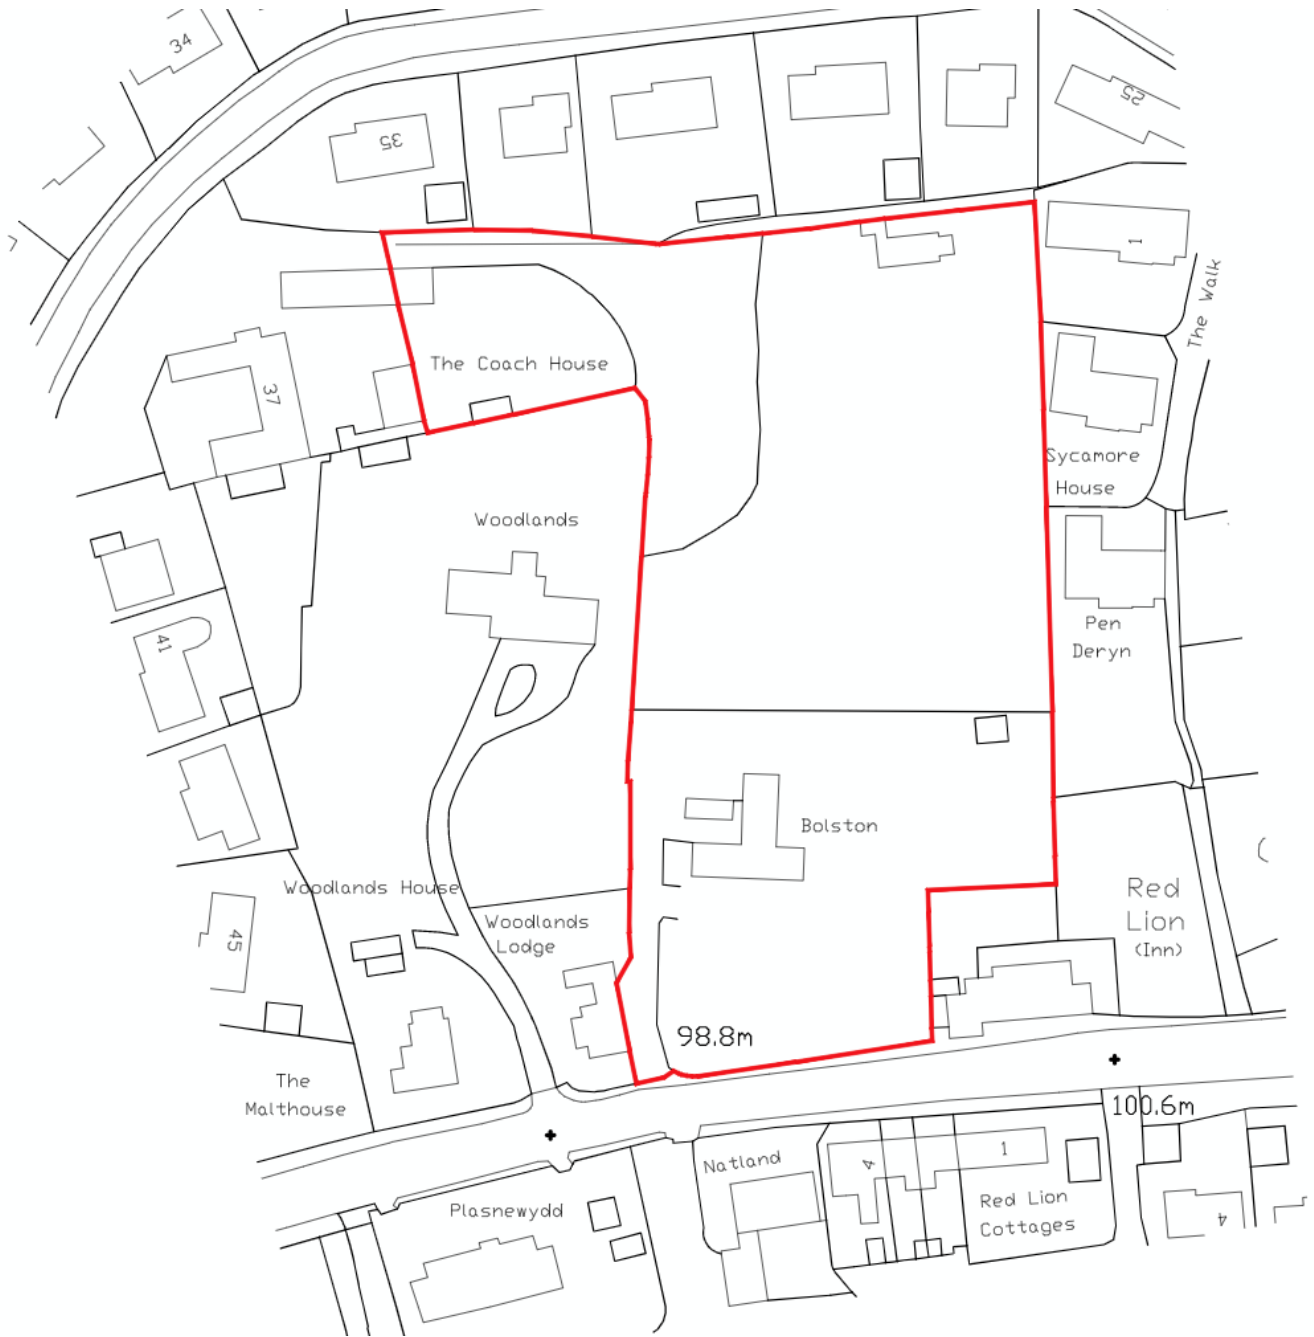 34
35
25
1
The Walk
The Coach House
37
Sycamore
House
Woodlands
Pen
Deryn
41
Bolston
Woodlands House
Red
Lion
(Inn)
Woodlands
Lodge
45
98.8m
The
Malthouse
100.6m
Natland
4
1
Plasnewydd
Red Lion
Cottages
4